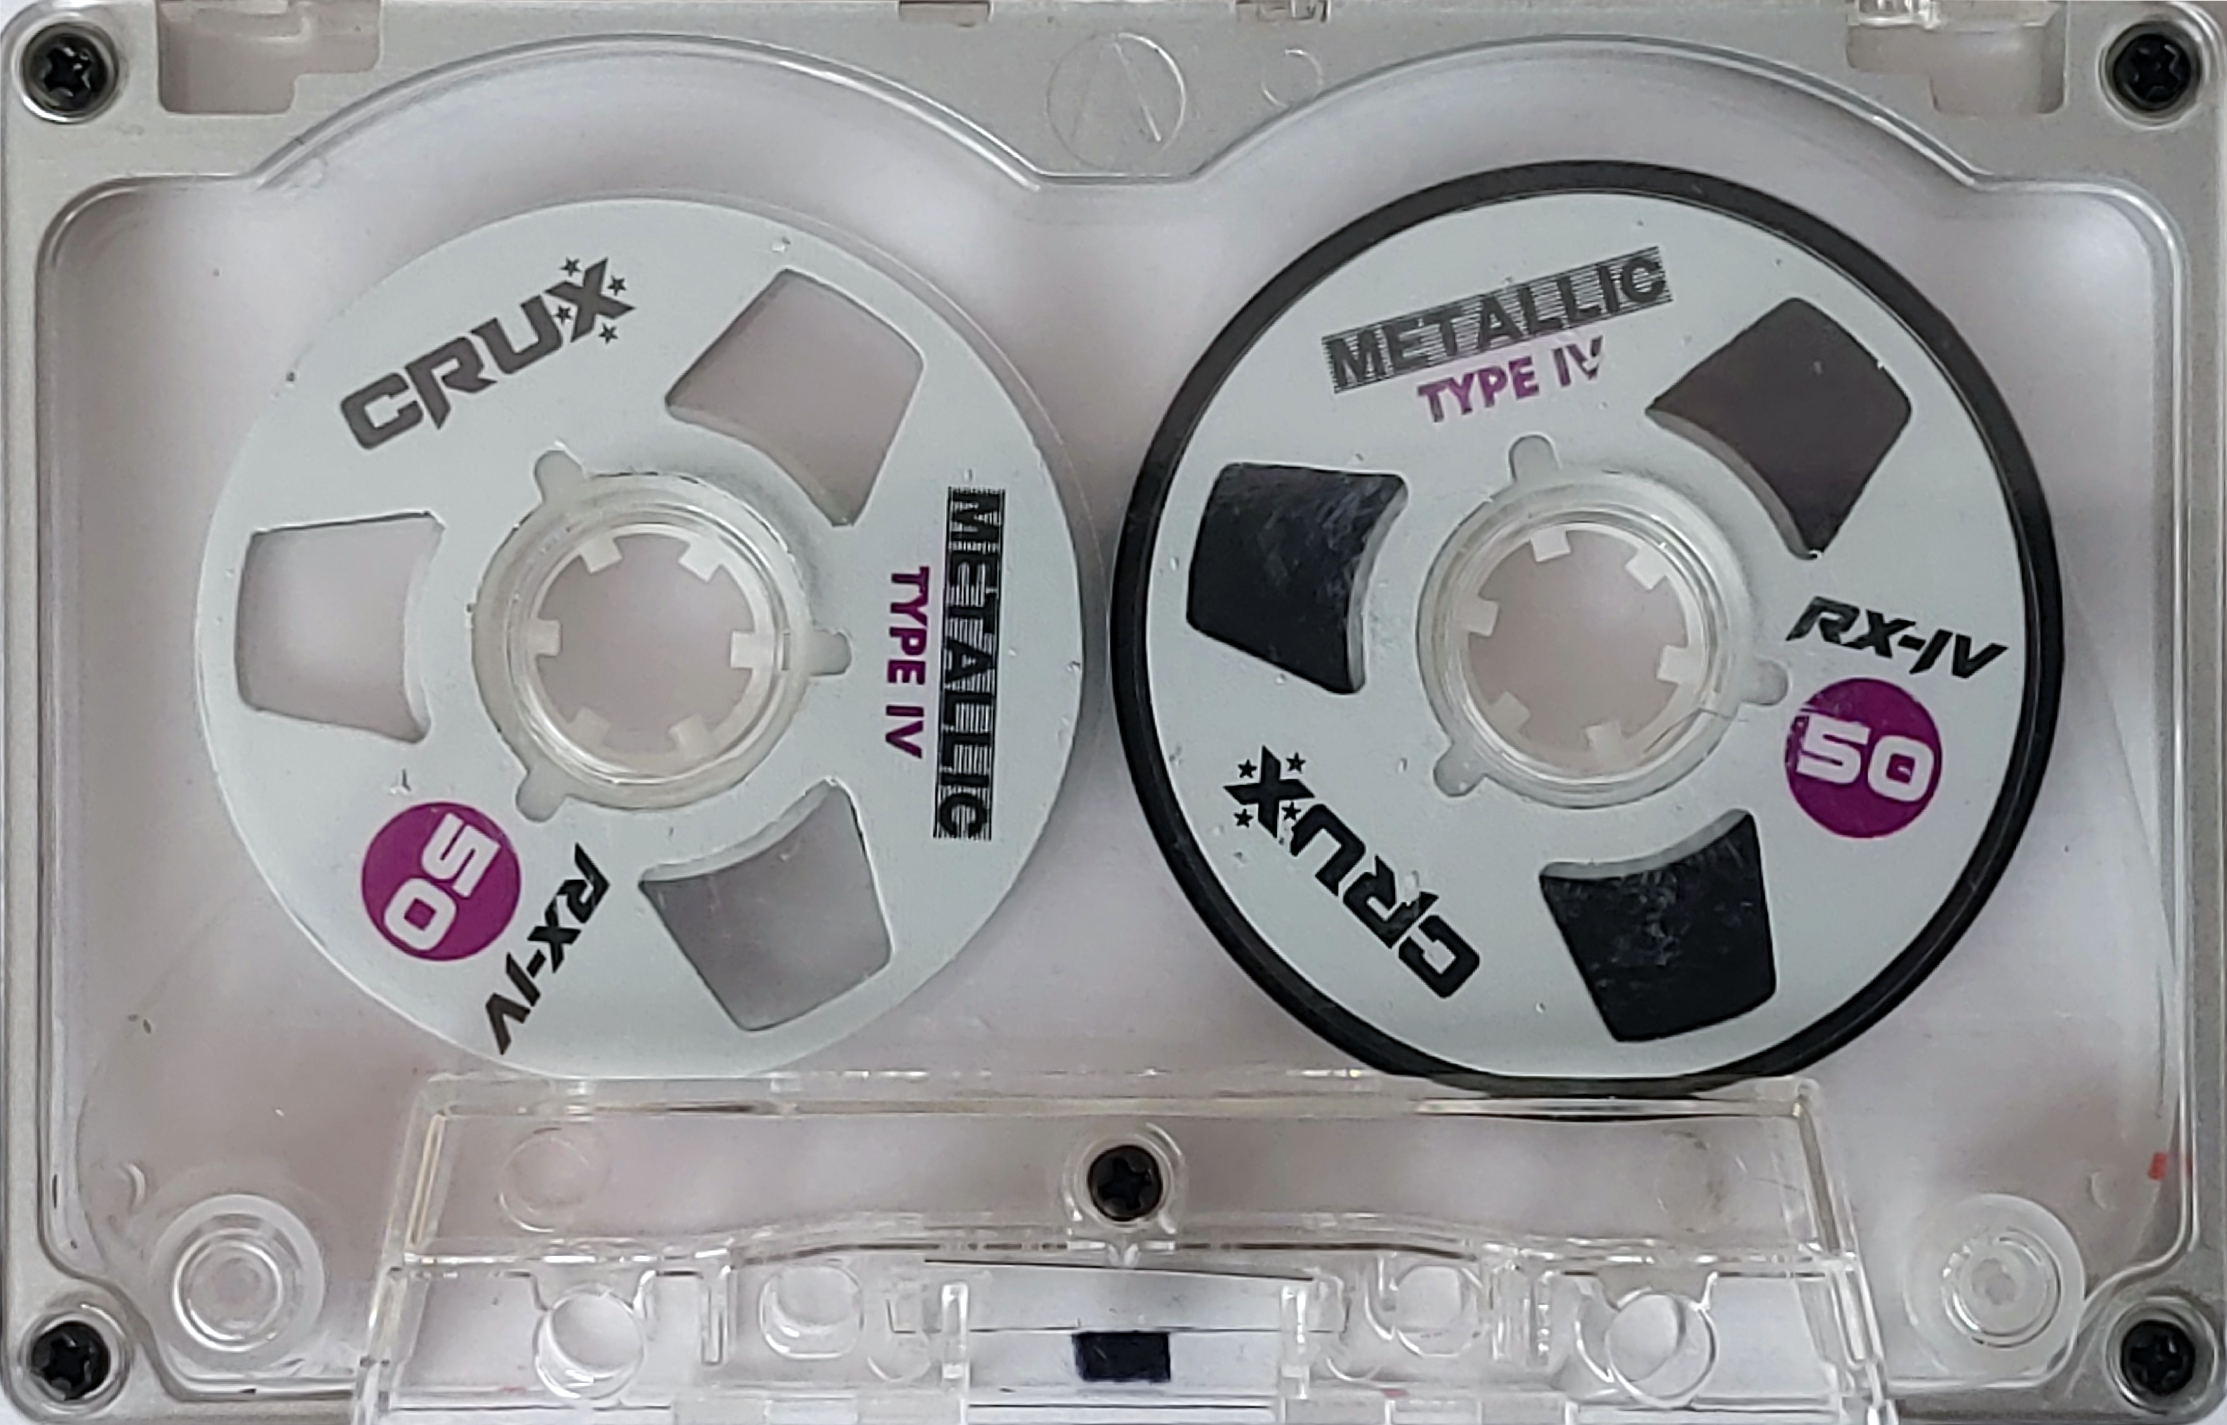 CRUX
METALLIC
TYPE IV
RX-IV
50
METALLIC
TYPE IV
RX-IV
50
CRUX